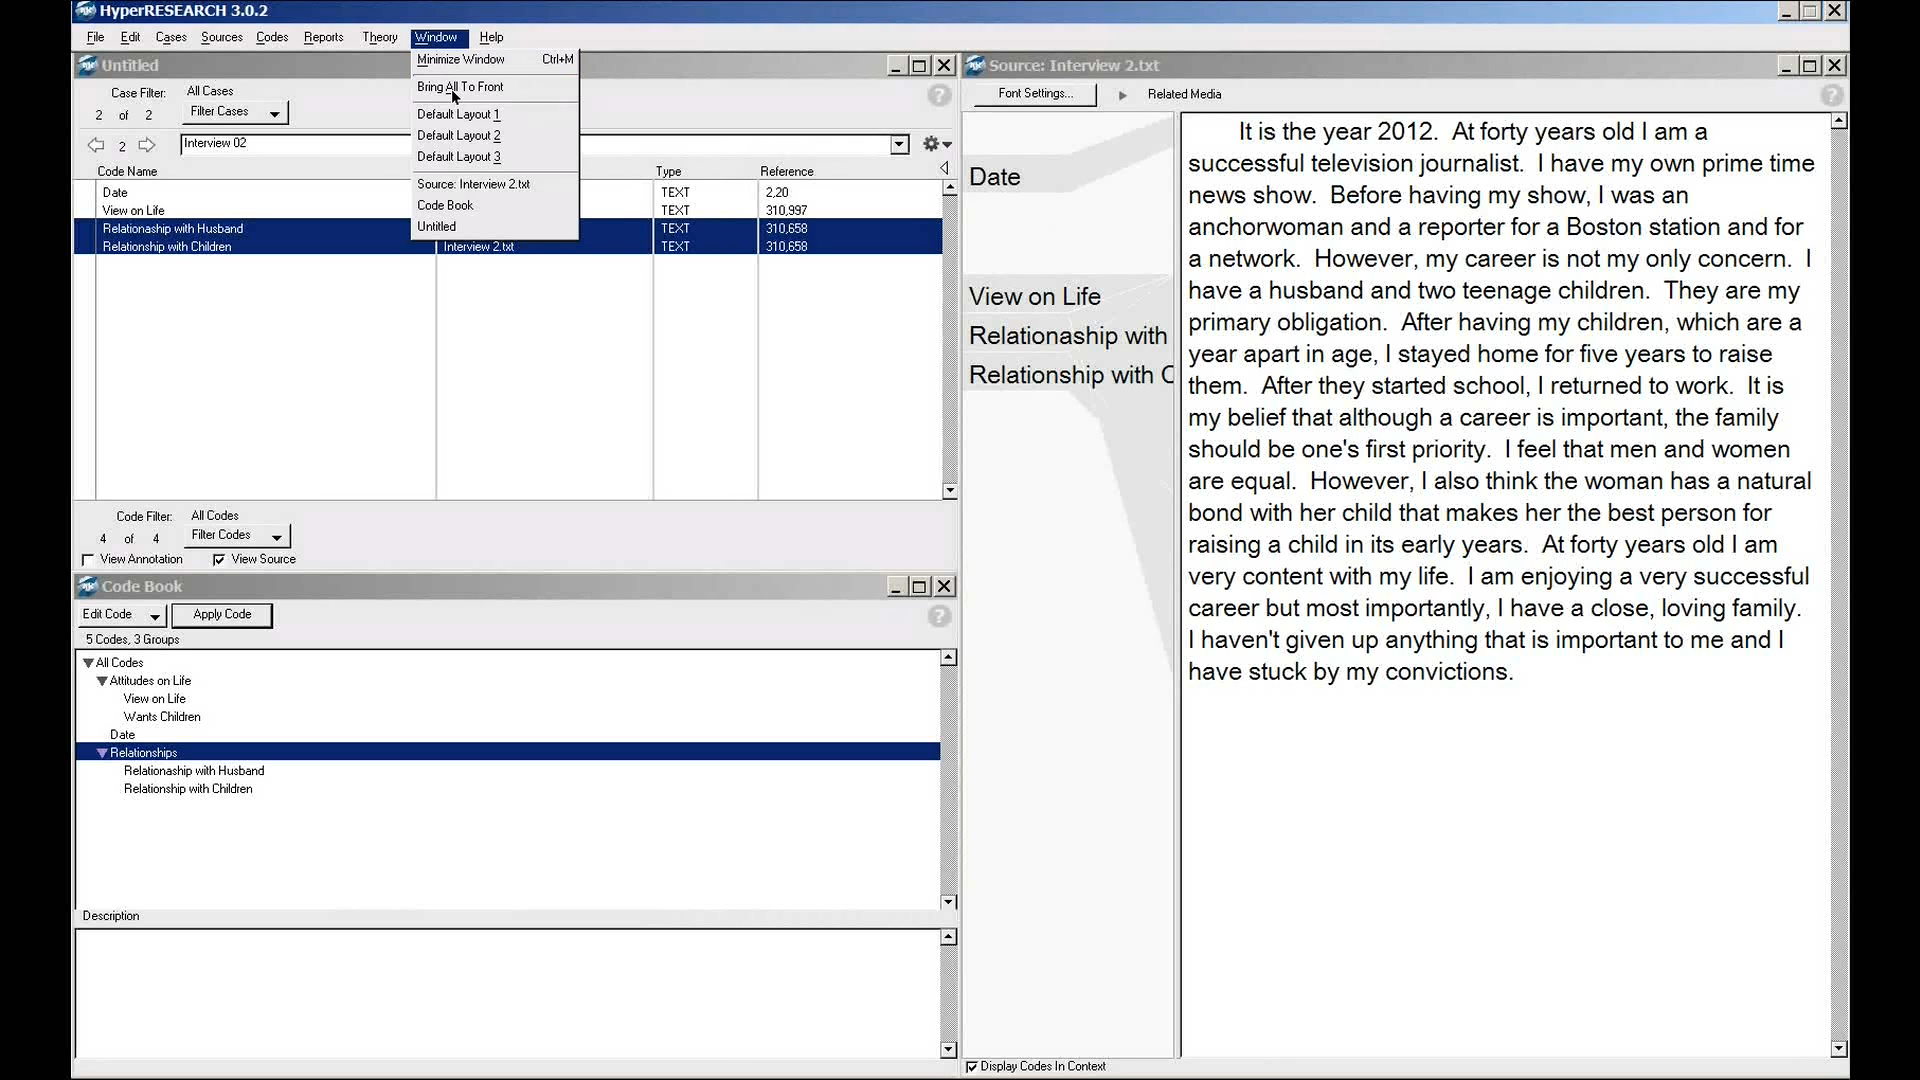 HyperRESEARCH 3.0.2
File Edit Cases Sources Codes Reports Theory Window Help
Minimize Window Ctrl+M
Bring All To Front
Default Layout 1
Default Layout 2
Default Layout 3
Source: Interview 2.txt
Code Book
Untitled
Untitled
Case Filter: All Cases
2 of 2 Filter Cases
2 Interview 02
Code Name Type Reference
Date TEXT 2,20
View on Life TEXT 310,997
Relationaship with Husband TEXT 310,658
Relationship with Children Interview 2.txt TEXT 310,658
Code Filter: All Codes
4 of 4 Filter Codes
View Annotation View Source
Code Book
Edit Code Apply Code
5 Codes, 3 Groups
All Codes
Attitudes on Life
View on Life
Wants Children
Date
Relationships
Relationaship with Husband
Relationship with Children
Description
Source: Interview 2.txt
Font Settings... Related Media
Date
View on Life
Relationaship with
Relationship with C
It is the year 2012. At forty years old I am a
successful television journalist. I have my own prime time
news show. Before having my show, I was an
anchorwoman and a reporter for a Boston station and for
a network. However, my career is not my only concern. I
have a husband and two teenage children. They are my
primary obligation. After having my children, which are a
year apart in age, I stayed home for five years to raise
them. After they started school, I returned to work. It is
my belief that although a career is important, the family
should be one's first priority. I feel that men and women
are equal. However, I also think the woman has a natural
bond with her child that makes her the best person for
raising a child in its early years. At forty years old I am
very content with my life. I am enjoying a very successful
career but most importantly, I have a close, loving family.
I haven't given up anything that is important to me and I
have stuck by my convictions.
Display Codes In Context